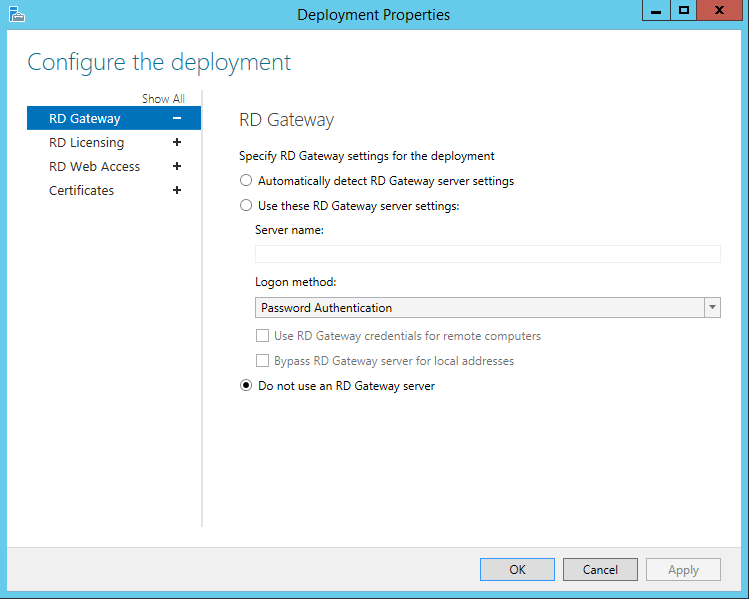 Deployment Properties
Configure the deployment
Show All
RD Gateway
RD Licensing
RD Web Access
Certificates
RD Gateway
Specify RD Gateway settings for the deployment
Automatically detect RD Gateway server settings
Use these RD Gateway server settings:
Server name:
Logon method:
Password Authentication
Use RD Gateway credentials for remote computers
Bypass RD Gateway server for local addresses
Do not use an RD Gateway server
OK Cancel Apply